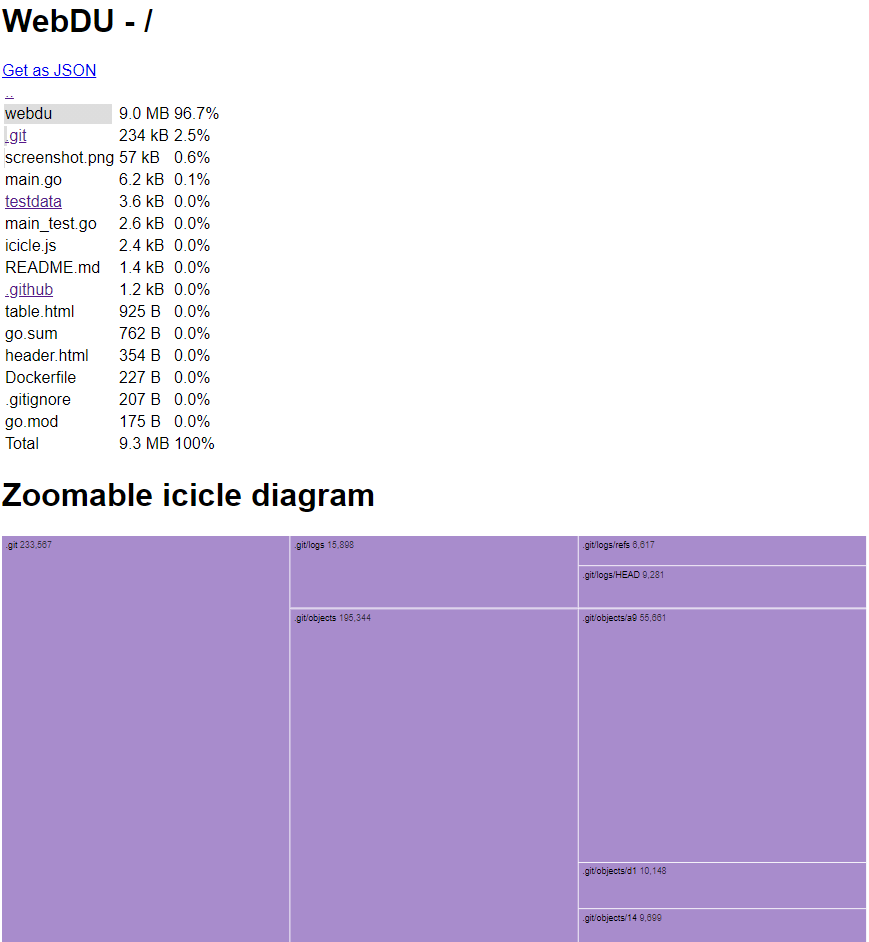 WebDU - /
Get as JSON
..
webdu 9.0 MB 96.7%
.git 234 kB 2.5%
screenshot.png 57 kB 0.6%
main.go 6.2 kB 0.1%
testdata 3.6 kB 0.0%
main_test.go 2.6 kB 0.0%
icicle.js 2.4 kB 0.0%
README.md 1.4 kB 0.0%
.github 1.2 kB 0.0%
table.html 925 B 0.0%
go.sum 762 B 0.0%
header.html 354 B 0.0%
Dockerfile 227 B 0.0%
.gitignore 207 B 0.0%
go.mod 175 B 0.0%
Total 9.3 MB 100%
Zoomable icicle diagram
.git 233,567
.git/logs 15,898
.git/logs/refs 6,617
.git/logs/HEAD 9,281
.git/objects 195,344
.git/objects/a9 55,661
.git/objects/d1 10,148
.git/objects/14 9,699